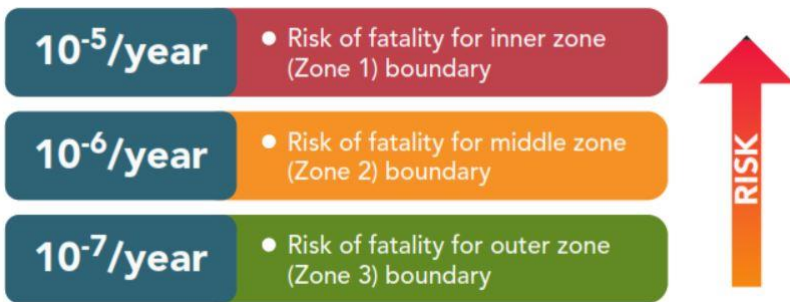 10⁻⁵/year
● Risk of fatality for inner zone
(Zone 1) boundary
10⁻⁶/year
● Risk of fatality for middle zone
(Zone 2) boundary
10⁻⁷/year
● Risk of fatality for outer zone
(Zone 3) boundary
RISK